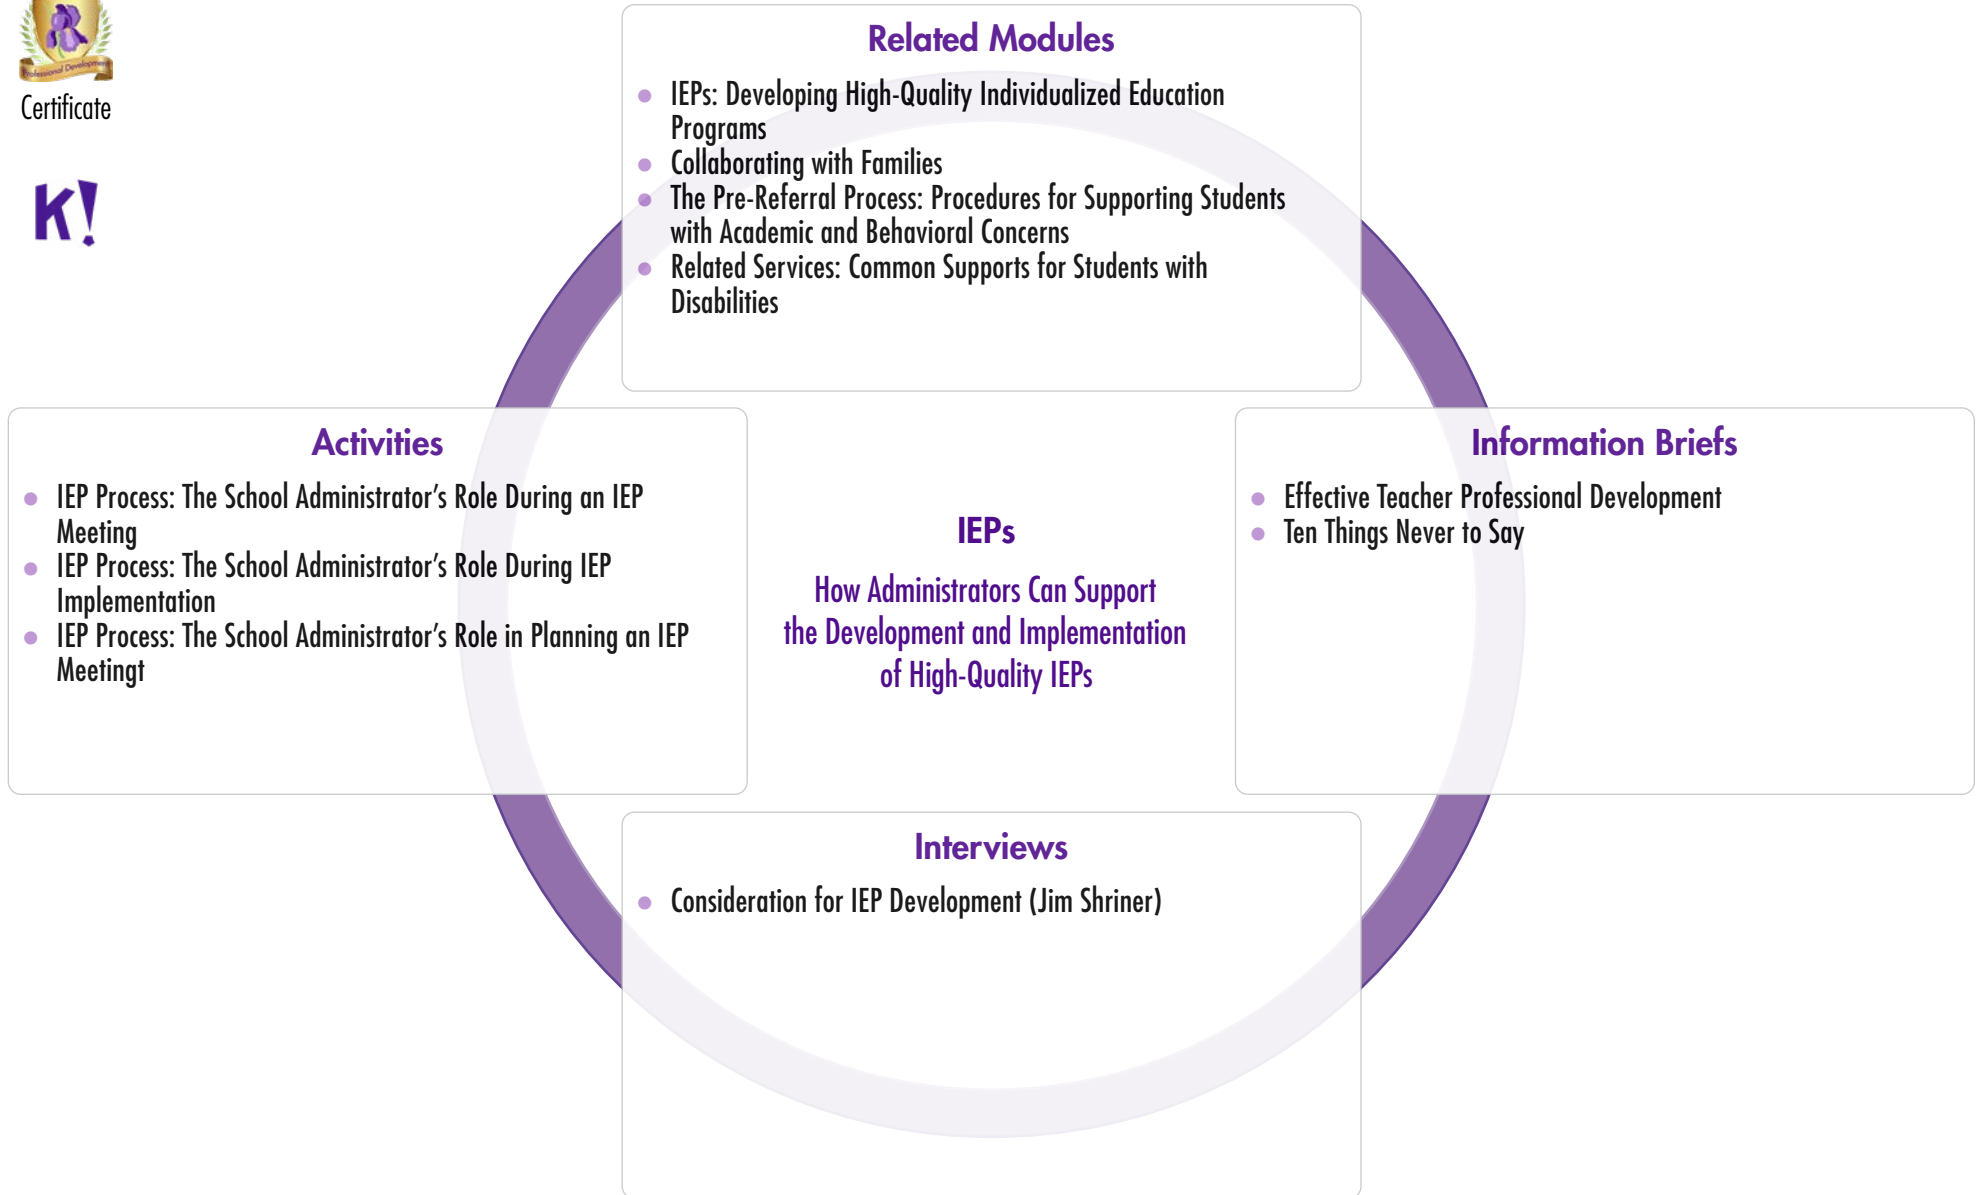 Professional Development
Certificate
K!
Related Modules
IEPs: Developing High-Quality Individualized Education
Programs
Collaborating with Families
The Pre-Referral Process: Procedures for Supporting Students
with Academic and Behavioral Concerns
Related Services: Common Supports for Students with
Disabilities
Activities
IEP Process: The School Administrator’s Role During an IEP
Meeting
IEP Process: The School Administrator’s Role During IEP
Implementation
IEP Process: The School Administrator’s Role in Planning an IEP
Meetingt
IEPs
How Administrators Can Support
the Development and Implementation
of High-Quality IEPs
Information Briefs
Effective Teacher Professional Development
Ten Things Never to Say
Interviews
Consideration for IEP Development (Jim Shriner)